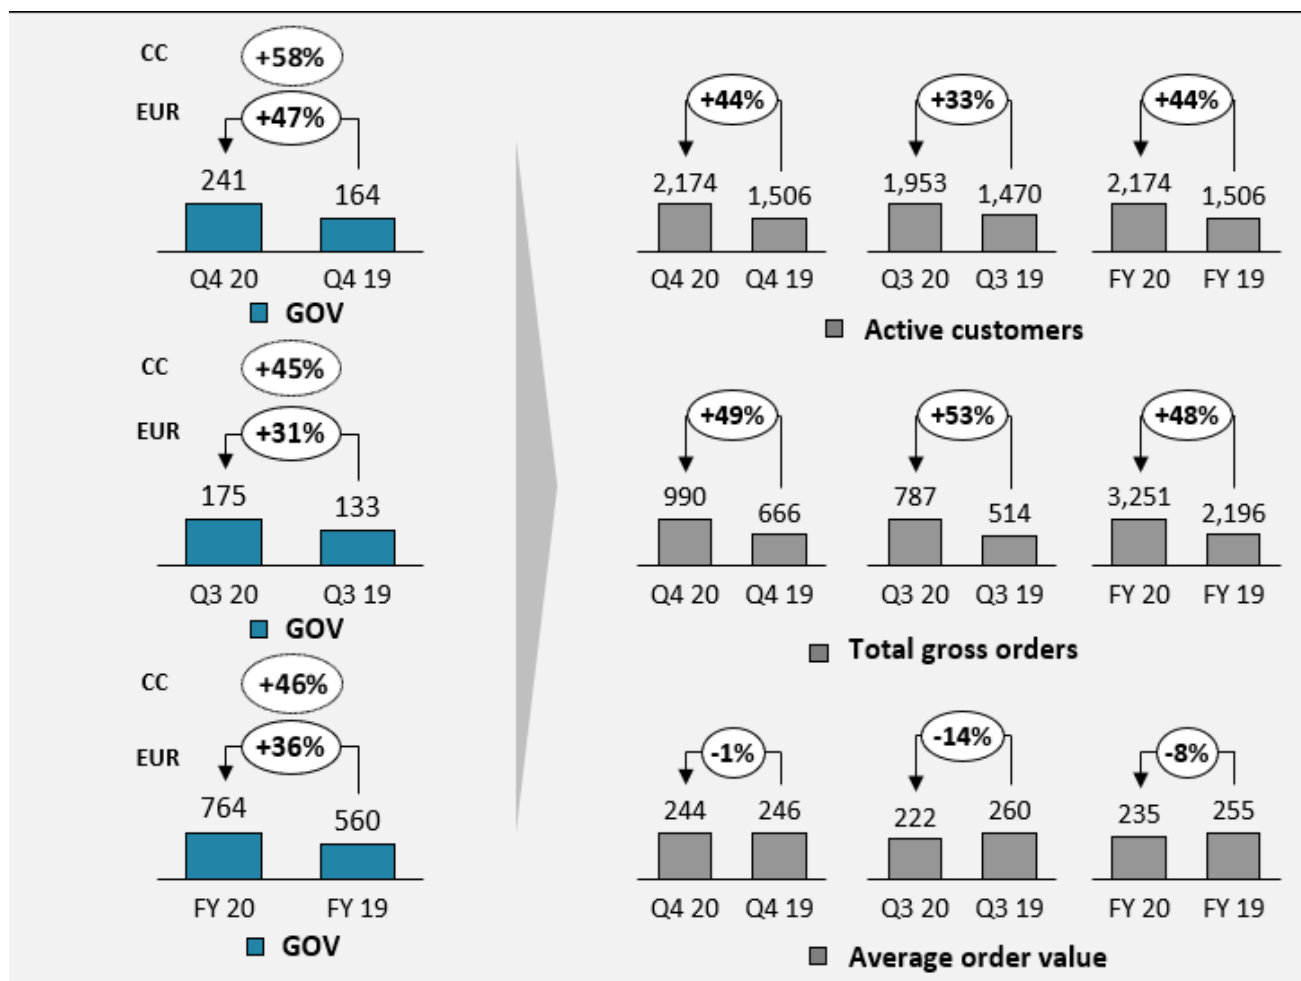 CC
+58%
EUR
+47%
241 164
Q4 20 Q4 19
GOV
CC
+45%
EUR
+31%
175 133
Q3 20 Q3 19
GOV
CC
+46%
EUR
+36%
764 560
FY 20 FY 19
GOV
+44% +33% +44%
2,174 1,506 1,953 1,470 2,174 1,506
Q4 20 Q4 19 Q3 20 Q3 19 FY 20 FY 19
Active customers
+49% +53% +48%
990 666 787 514 3,251 2,196
Q4 20 Q4 19 Q3 20 Q3 19 FY 20 FY 19
Total gross orders
-1% -14% -8%
244 246 222 260 235 255
Q4 20 Q4 19 Q3 20 Q3 19 FY 20 FY 19
Average order value